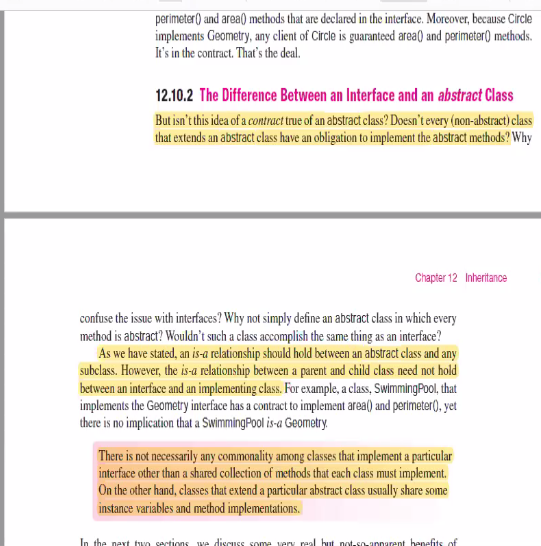 perimeter() and area() methods that are declared in the interface. Moreover, because Circle
implements Geometry, any client of Circle is guaranteed area() and perimeter() methods.
It's in the contract. That's the deal.
12.10.2 The Difference Between an Interface and an abstract Class
But isn't this idea of a contract true of an abstract class? Doesn't every (non-abstract) class
that extends an abstract class have an obligation to implement the abstract methods? Why
Chapter 12 Inheritance
confuse the issue with interfaces? Why not simply define an abstract class in which every
method is abstract? Wouldn't such a class accomplish the same thing as an interface?
As we have stated, an is-a relationship should hold between an abstract class and any
subclass. However, the is-a relationship between a parent and child class need not hold
between an interface and an implementing class. For example, a class, SwimmingPool, that
implements the Geometry interface has a contract to implement area() and perimeter(), yet
there is no implication that a SwimmingPool is-a Geometry.
There is not necessarily any commonality among classes that implement a particular
interface other than a shared collection of methods that each class must implement.
On the other hand, classes that extend a particular abstract class usually share some
instance variables and method implementations.
In the next two sections, we discuss some very real but not-so-apparent benefits of